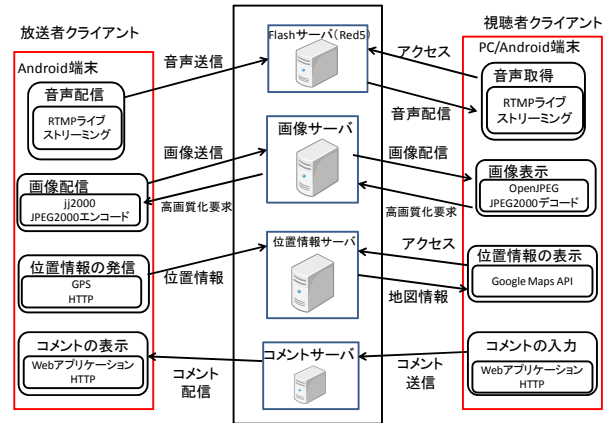 放送者クライアント
Android端末
音声配信
RTMPライブ
ストリーミング
画像配信
jj2000
JPEG2000エンコード
位置情報の発信
GPS
HTTP
コメントの表示
Webアプリケーション
HTTP
音声送信
画像送信
高画質化要求
位置情報
コメント
配信
Flashサーバ(Red5)
画像サーバ
位置情報サーバ
コメントサーバ
アクセス
音声配信
画像配信
高画質化要求
アクセス
地図情報
コメント
送信
視聴者クライアント
PC/Android端末
音声取得
RTMPライブ
ストリーミング
画像表示
OpenJPEG
JPEG2000デコード
位置情報の表示
Google Maps API
コメントの入力
Webアプリケーション
HTTP